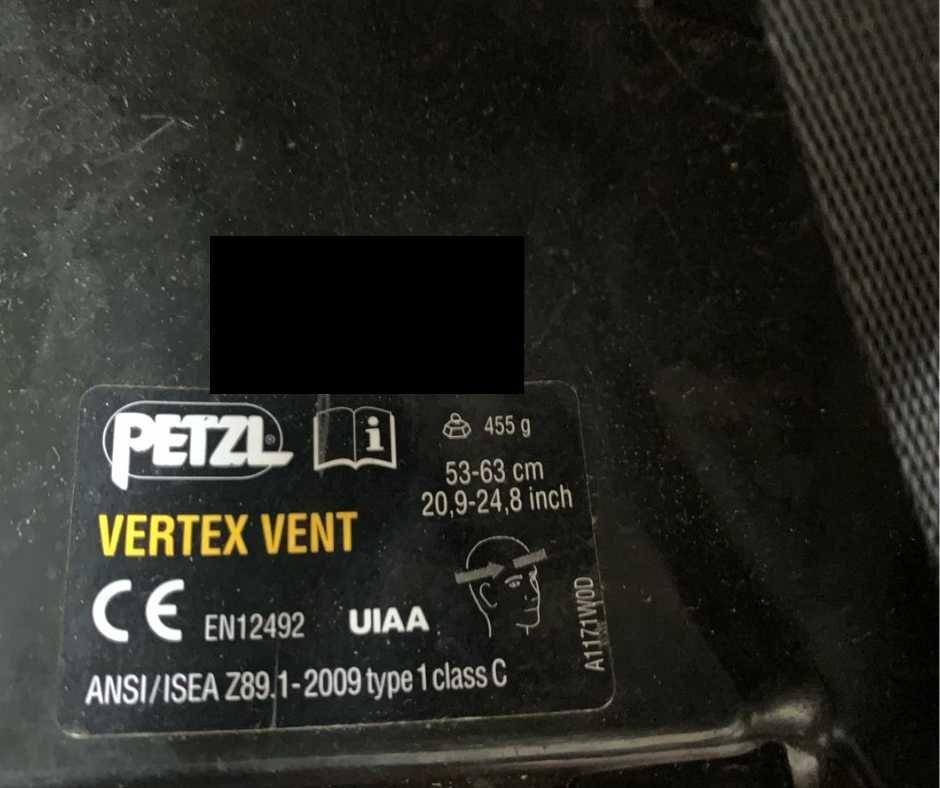 PETZL®
i
455 g
53-63 cm
20,9-24,8 inch
VERTEX VENT
CE EN12492 UIAA
A1171W0D
ANSI/ISEA Z89.1-2009 type 1 class C